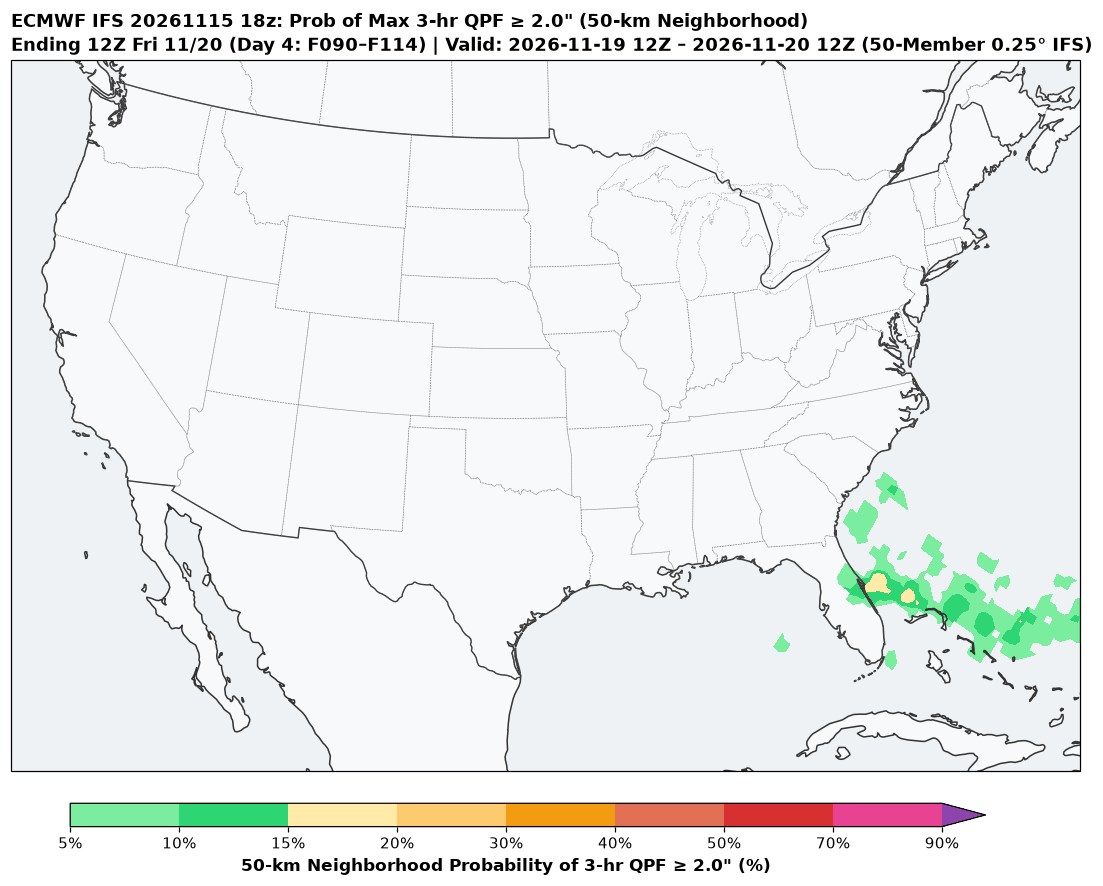 ECMWF IFS 20261115 18z: Prob of Max 3-hr QPF ≥ 2.0" (50-km Neighborhood)
Ending 12Z Fri 11/20 (Day 4: F090–F114) | Valid: 2026-11-19 12Z – 2026-11-20 12Z (50-Member 0.25° IFS)
5% 10% 15% 20% 30% 40% 50% 70% 90%
50-km Neighborhood Probability of 3-hr QPF ≥ 2.0" (%)